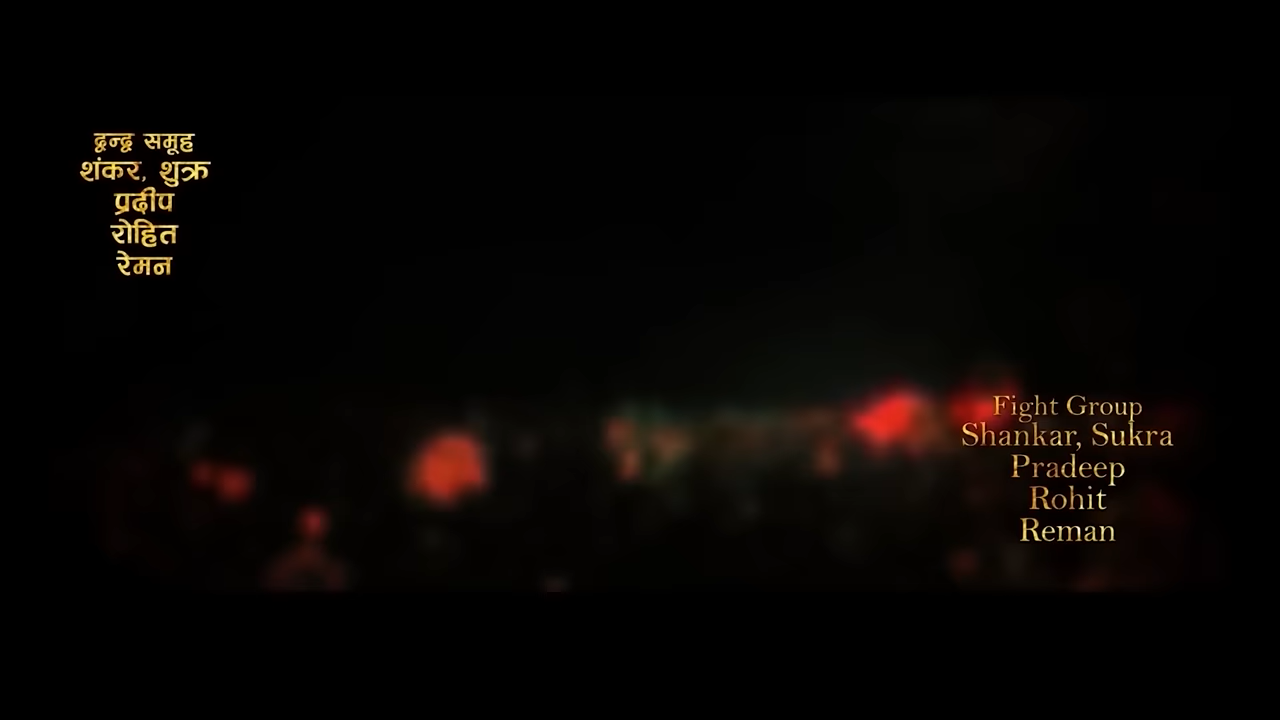 द्वन्द्व समूह
शंकर, शुक्र
प्रदीप
रोहित
रेमन
Fight Group
Shankar, Sukra
Pradeep
Rohit
Reman